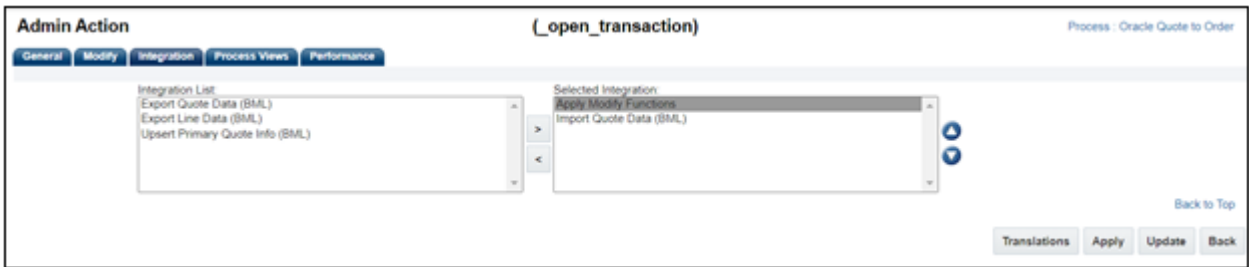 Admin Action (_open_transaction) Process : Oracle Quote to Order
General Modify Integration Process Views Performance
Integration List: Selected Integration:
Export Quote Data (BML) Apply Modify Functions
Export Line Data (BML) Import Quote Data (BML)
Upsert Primary Quote Info (BML)
>
<
Back to Top
Translations Apply Update Back